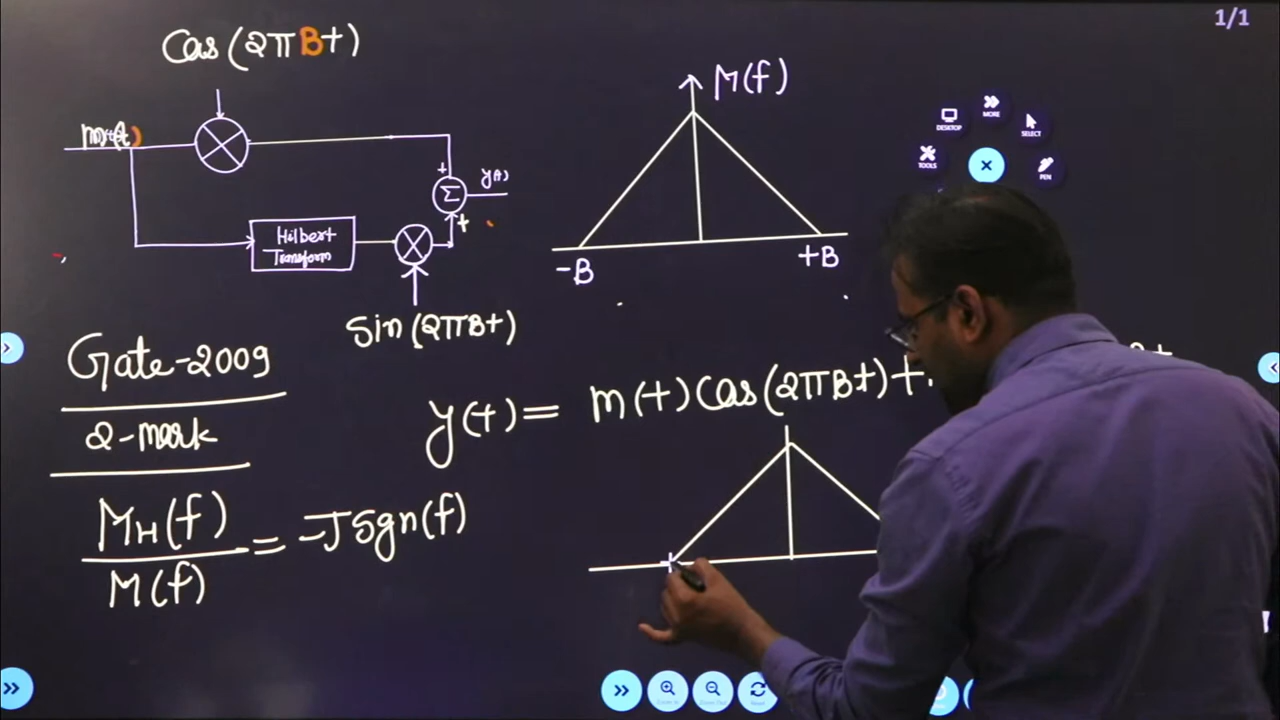 1/1
Cos(2πBt)
M(f)
DESKTOP
MORE
SELECT
TOOLS
PEN
+
y(t)
Σ
+
Hilbert
Transform
-B
+B
Sin(2πBt)
Gate-2009
2-mark
y(t)= m(t)Cos(2πBt)+
M_H(f)
M(f)
= -J Sgn(f)